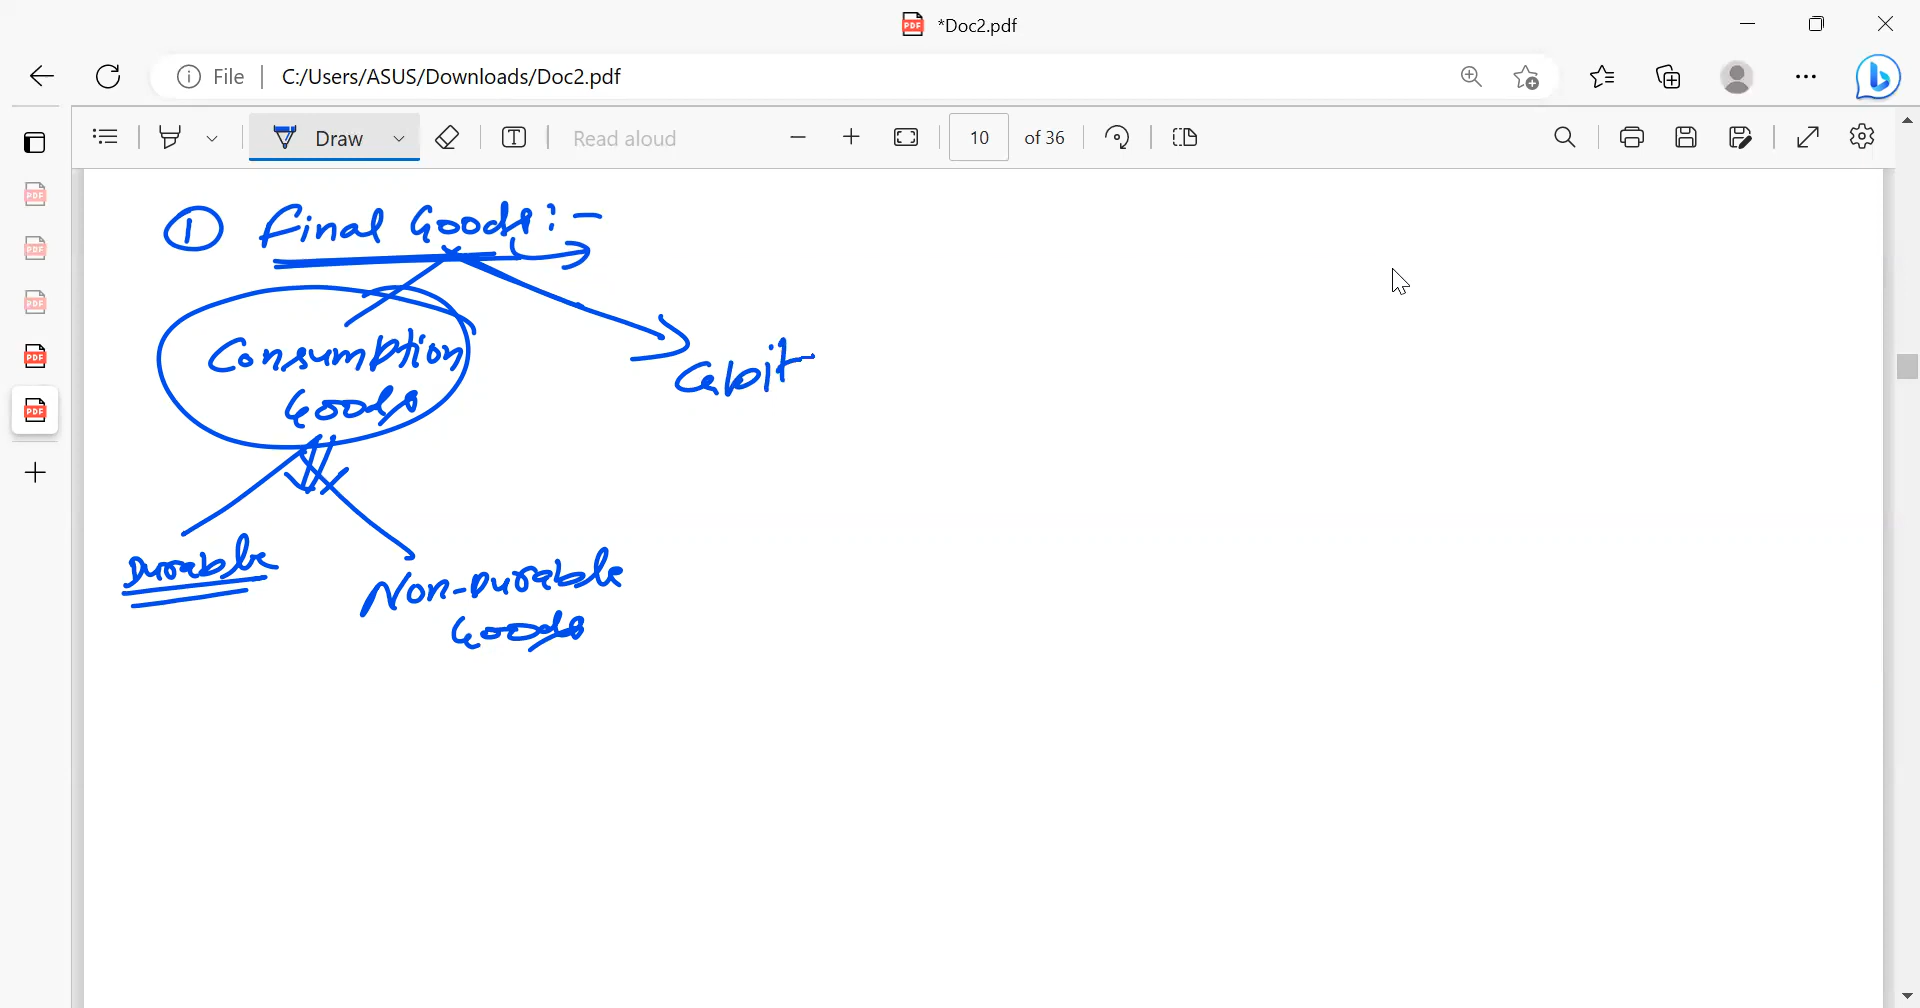 *Doc2.pdf
File
C:/Users/ASUS/Downloads/Doc2.pdf
Draw
Read aloud
10 of 36
① Final Goods :-
Consumption
Goods
Capit
Durable
Non-Durable
Goods